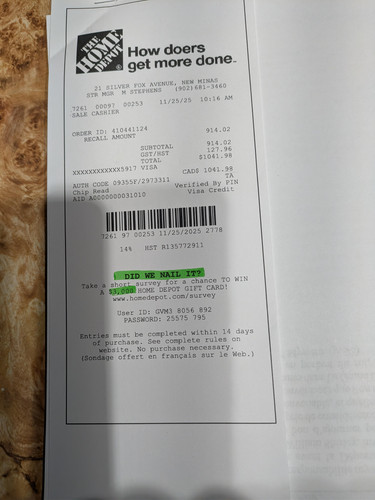 THE
HOME
DEPOT
How doers
get more done™
21 SILVER FOX AVENUE, NEW MINAS
STR MGR M STEPHENS (902)681-3460
7261 00097 00253 11/25/25 10:16 AM
SALE CASHIER
ORDER ID: 410441124 914.02
RECALL AMOUNT
SUBTOTAL 914.02
GST/HST 127.96
TOTAL $1041.98
XXXXXXXXXXXX5917 VISA
CAD$ 1041.98
AUTH CODE 09355F/2973311 TA
Chip Read Verified By PIN
AID A0000000031010 Visa Credit
7261 97 00253 11/25/2025 2778
14% HST R135772911
DID WE NAIL IT?
Take a short survey for a chance TO WIN
A $3,000 HOME DEPOT GIFT CARD!
www.homedepot.com/survey
User ID: GVM3 8056 892
PASSWORD: 25575 795
Entries must be completed within 14 days
of purchase. See complete rules on
website. No purchase necessary.
(Sondage offert en français sur le Web.)